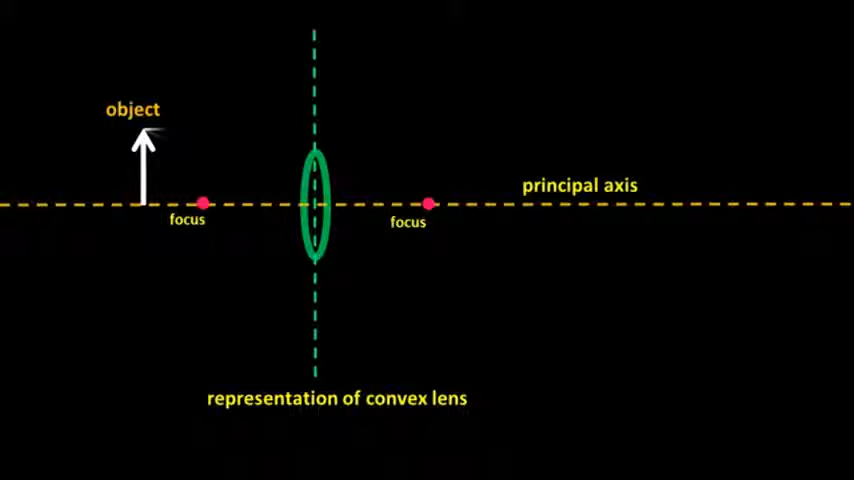 object
principal axis
focus
focus
representation of convex lens